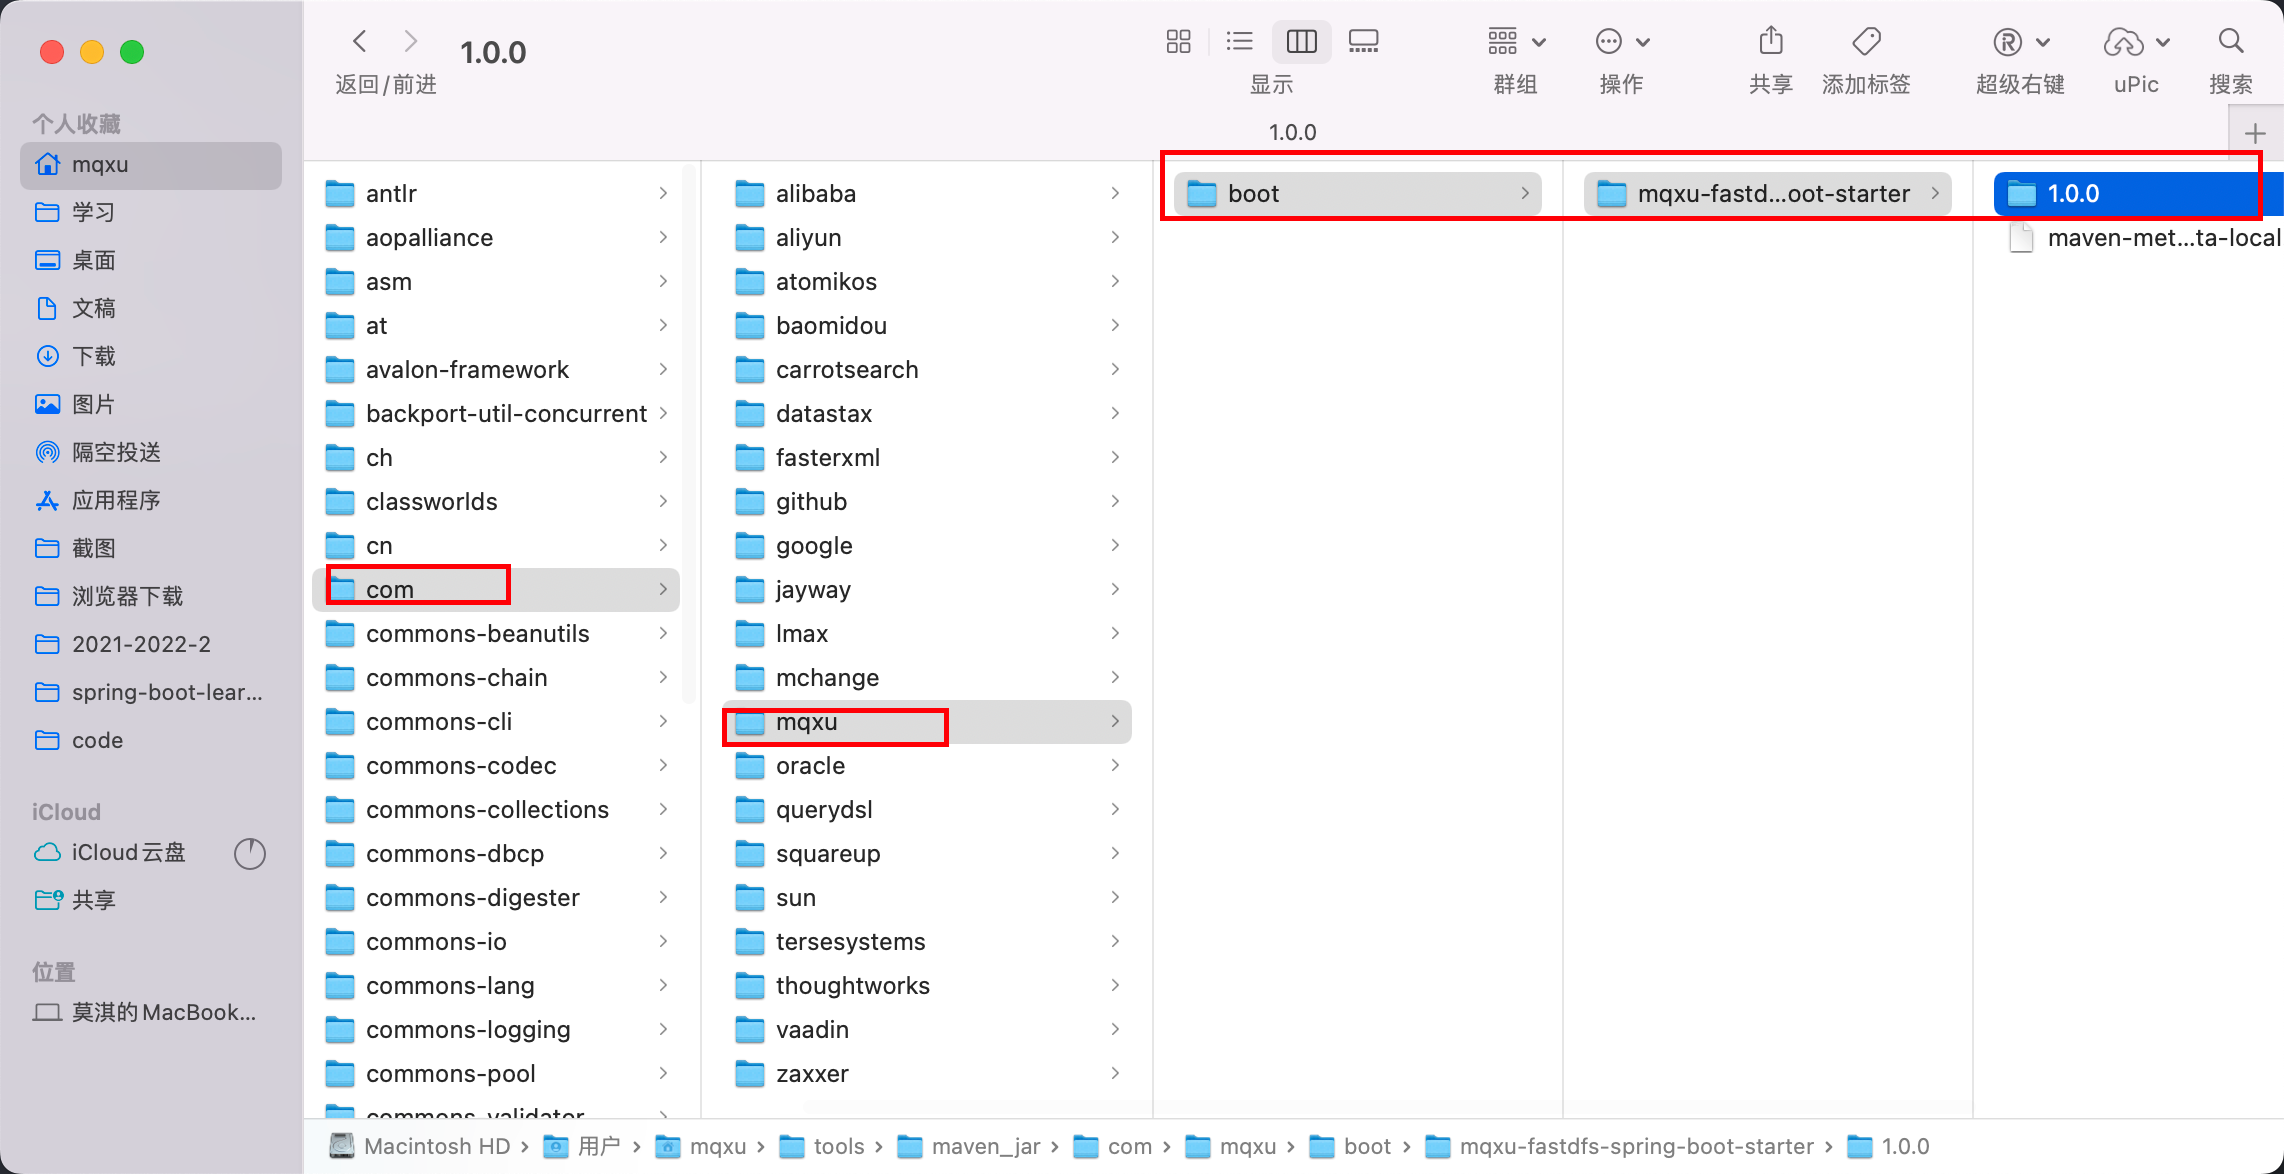 1.0.0
返回/前进
显示
群组
操作
共享
添加标签
超级右键
uPic
搜索
1.0.0
个人收藏
mqxu
学习
桌面
文稿
下载
图片
隔空投送
应用程序
截图
浏览器下载
2021-2022-2
spring-boot-lear...
code
iCloud
iCloud云盘
共享
位置
莫淇的MacBook...
antlr
aopalliance
asm
at
avalon-framework
backport-util-concurrent
ch
classworlds
cn
com
commons-beanutils
commons-chain
commons-cli
commons-codec
commons-collections
commons-dbcp
commons-digester
commons-io
commons-lang
commons-logging
commons-pool
commons-validator
alibaba
aliyun
atomikos
baomidou
carrotsearch
datastax
fasterxml
github
google
jayway
lmax
mchange
mqxu
oracle
querydsl
squareup
sun
tersesystems
thoughtworks
vaadin
zaxxer
boot
mqxu-fastd...oot-starter
1.0.0
maven-met...ta-local
Macintosh HD › 用户 › mqxu › tools › maven_jar › com › mqxu › boot › mqxu-fastdfs-spring-boot-starter › 1.0.0